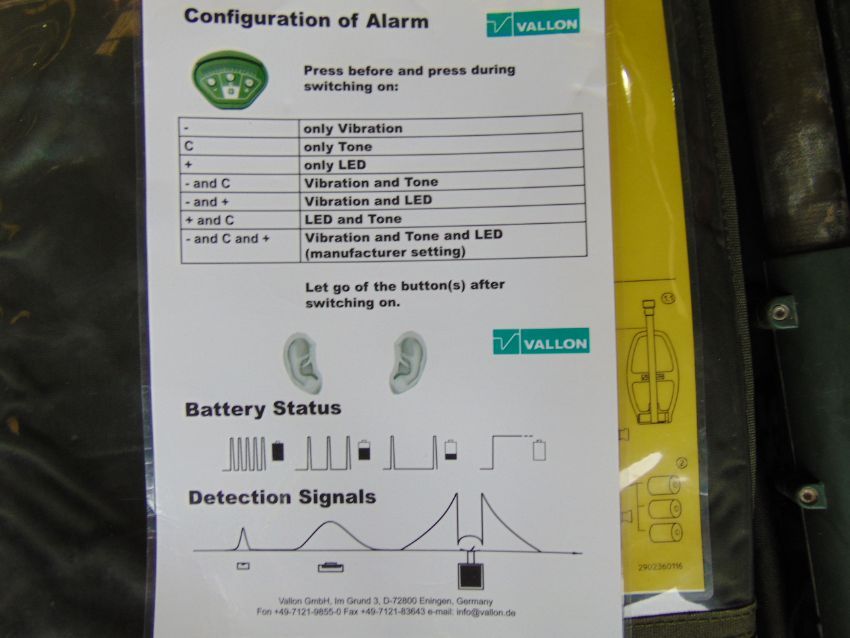 Configuration of Alarm
VALLON
Press before and press during
switching on:
- only Vibration
C only Tone
+ only LED
- and C Vibration and Tone
- and + Vibration and LED
+ and C LED and Tone
- and C and + Vibration and Tone and LED
(manufacturer setting)
Let go of the button(s) after
switching on.
VALLON
Battery Status
Detection Signals
Vallon GmbH, Im Grund 3, D-72800 Eningen, Germany
Fon +49-7121-9855-0 Fax +49-7121-83643 e-mail: info@vallon.de
2
2902360116